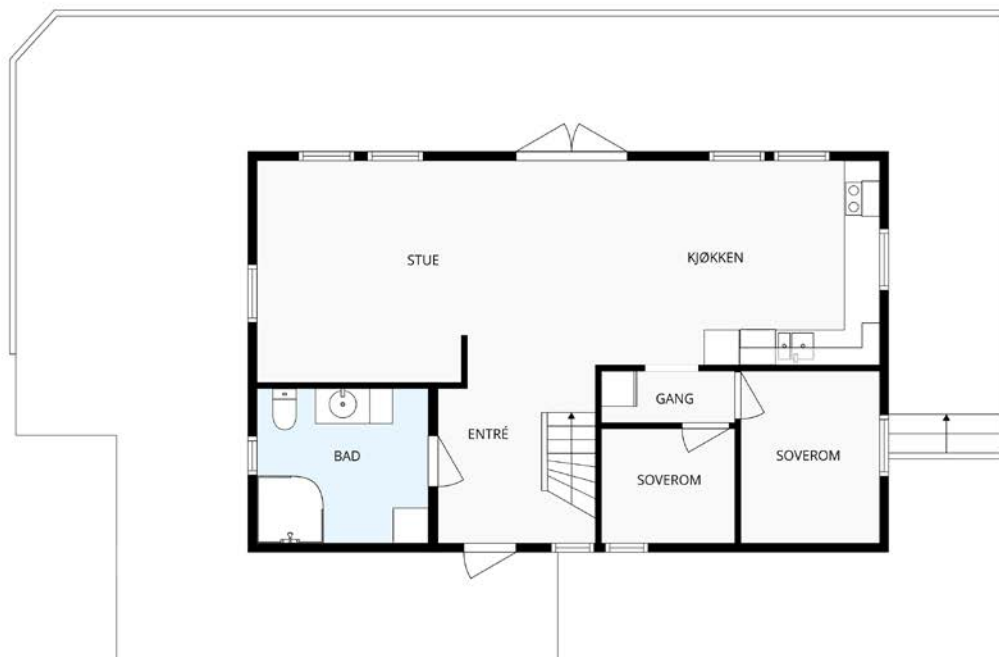 STUE
KJØKKEN
GANG
ENTRÉ
BAD
SOVEROM
SOVEROM